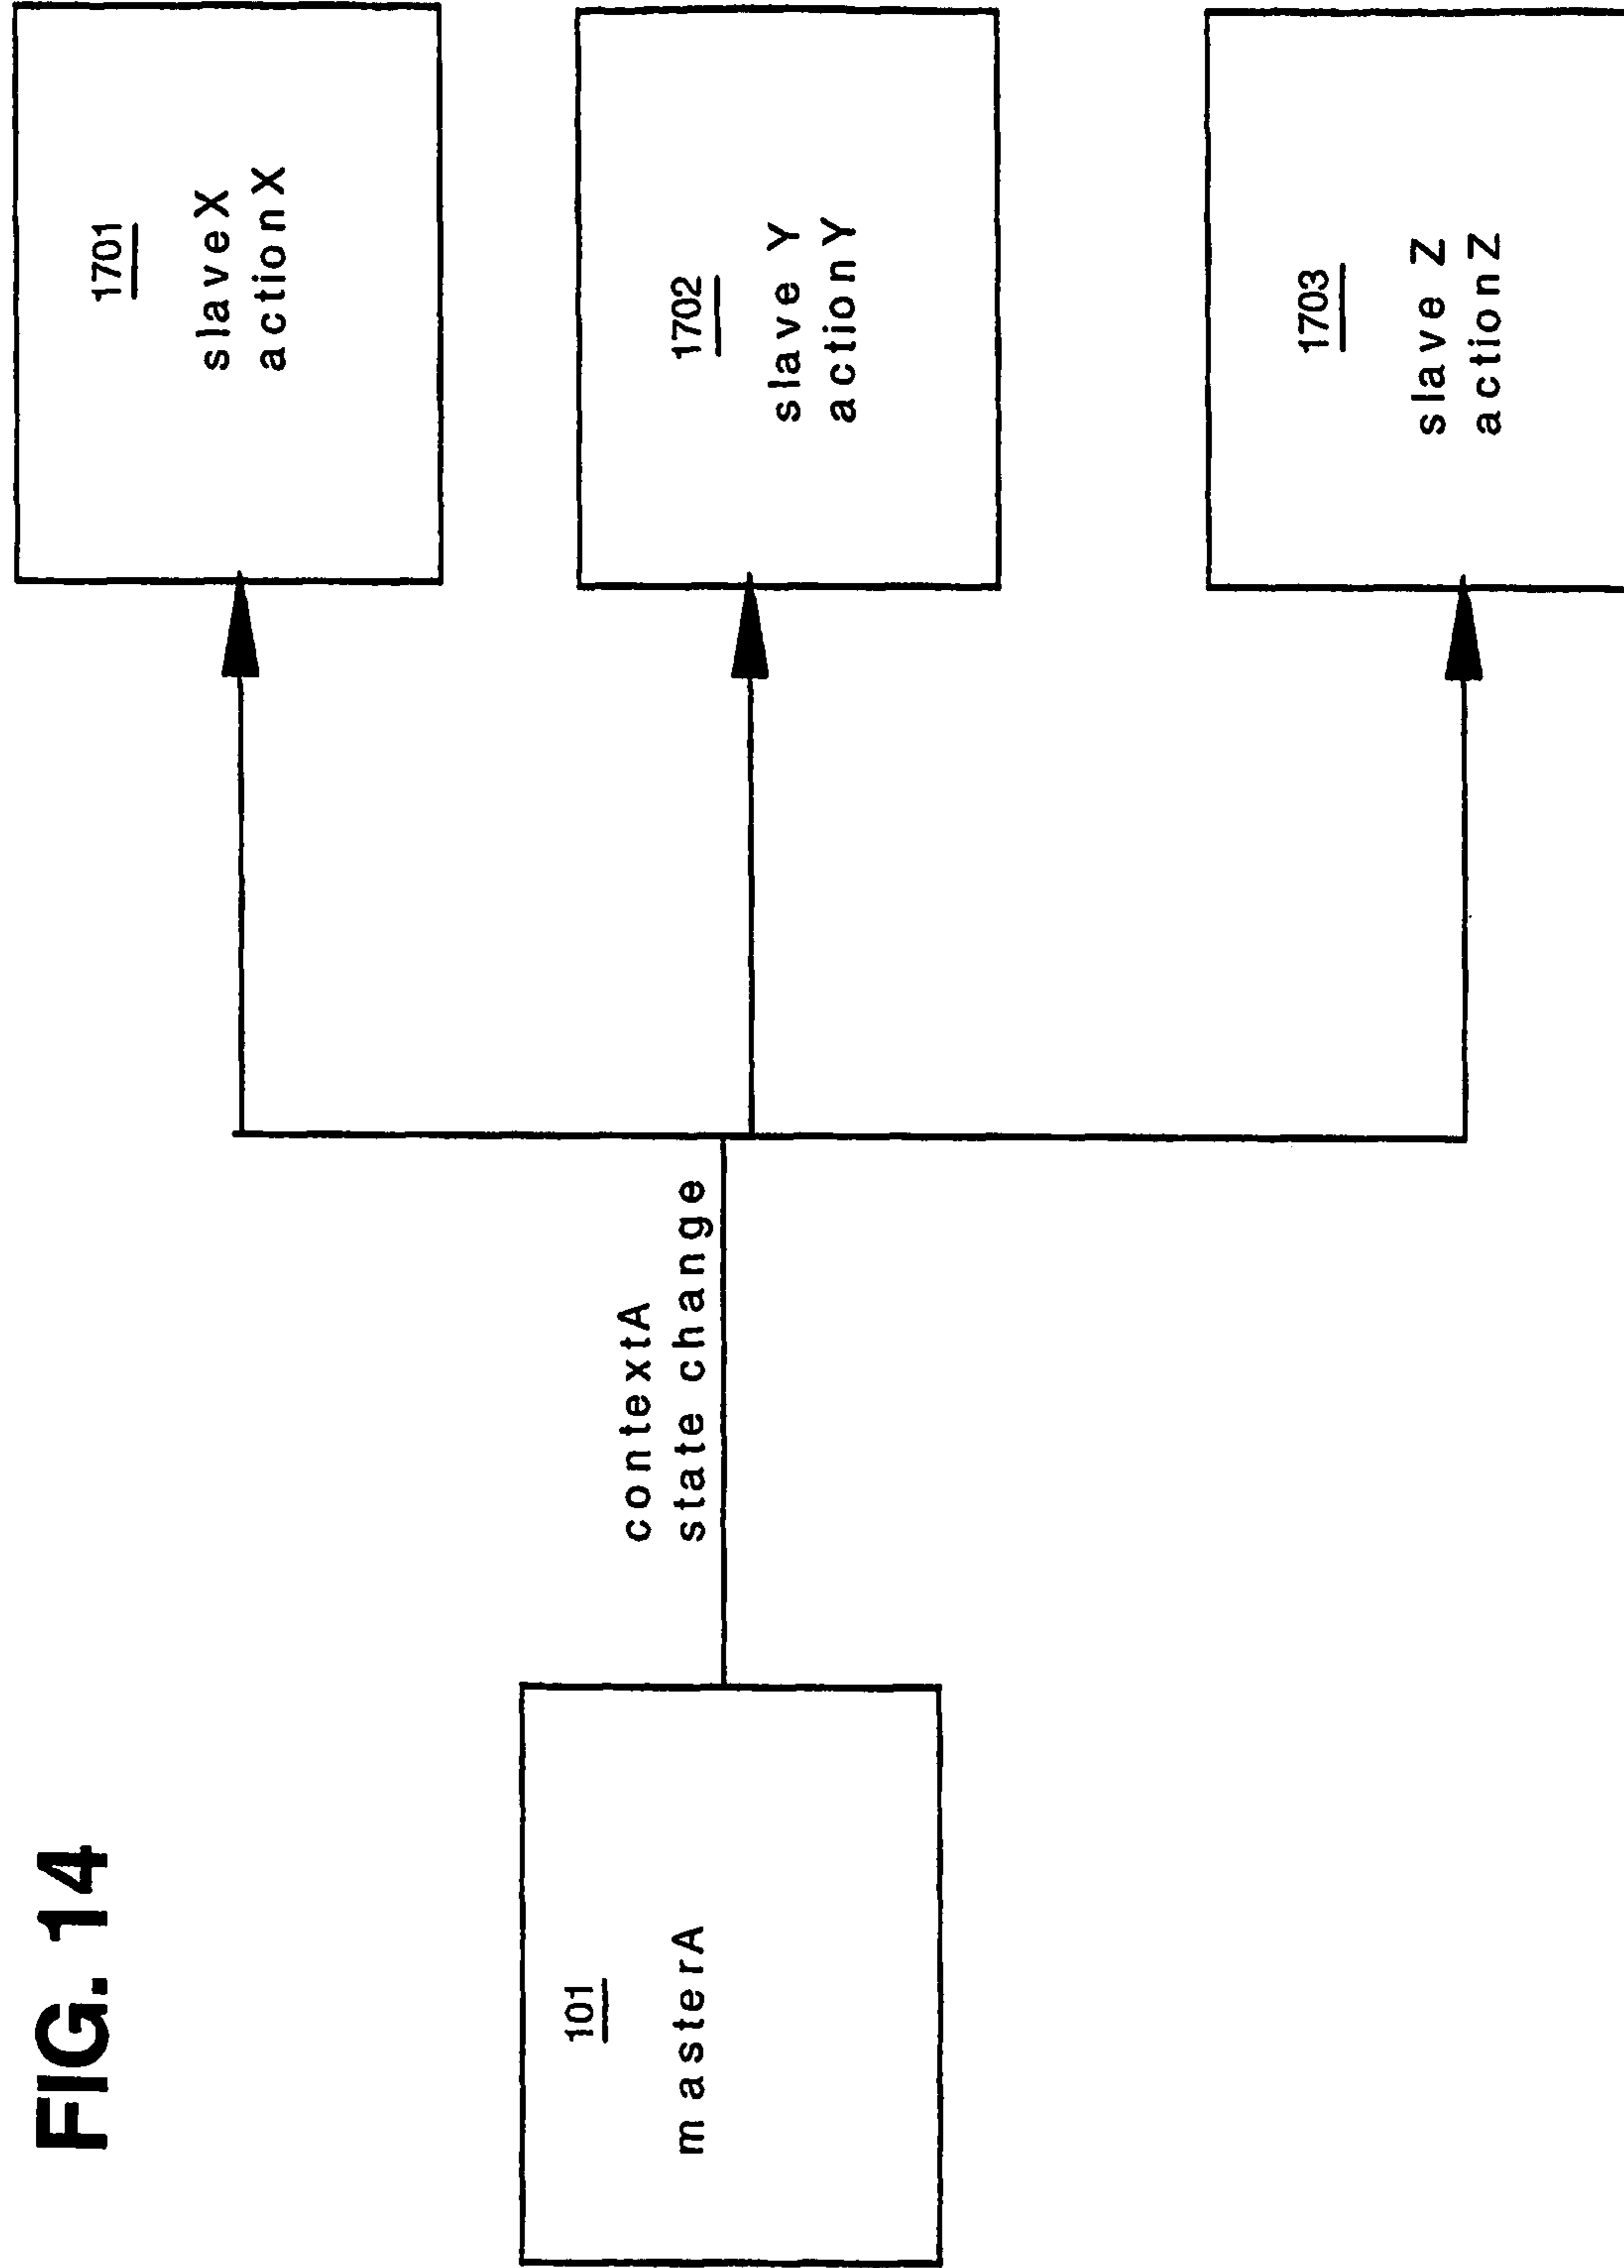 FIG. 14
101
masterA
contextA
state change
1701
slaveX
actionX
1702
slave Y
actionY
1703
slave Z
actionZ